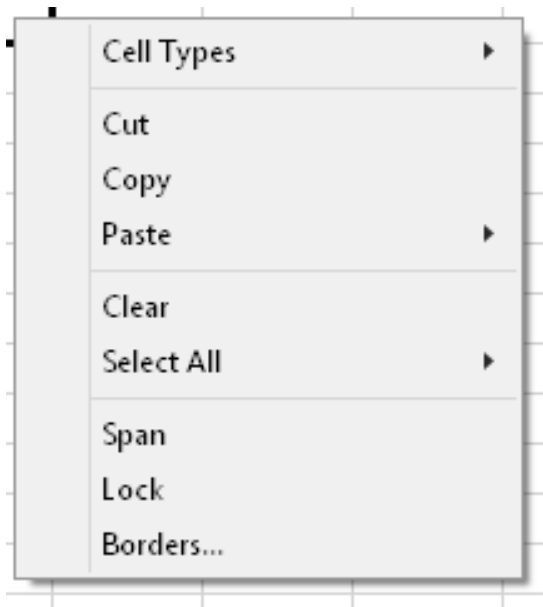 Cell Types
Cut
Copy
Paste
Clear
Select All
Span
Lock
Borders...